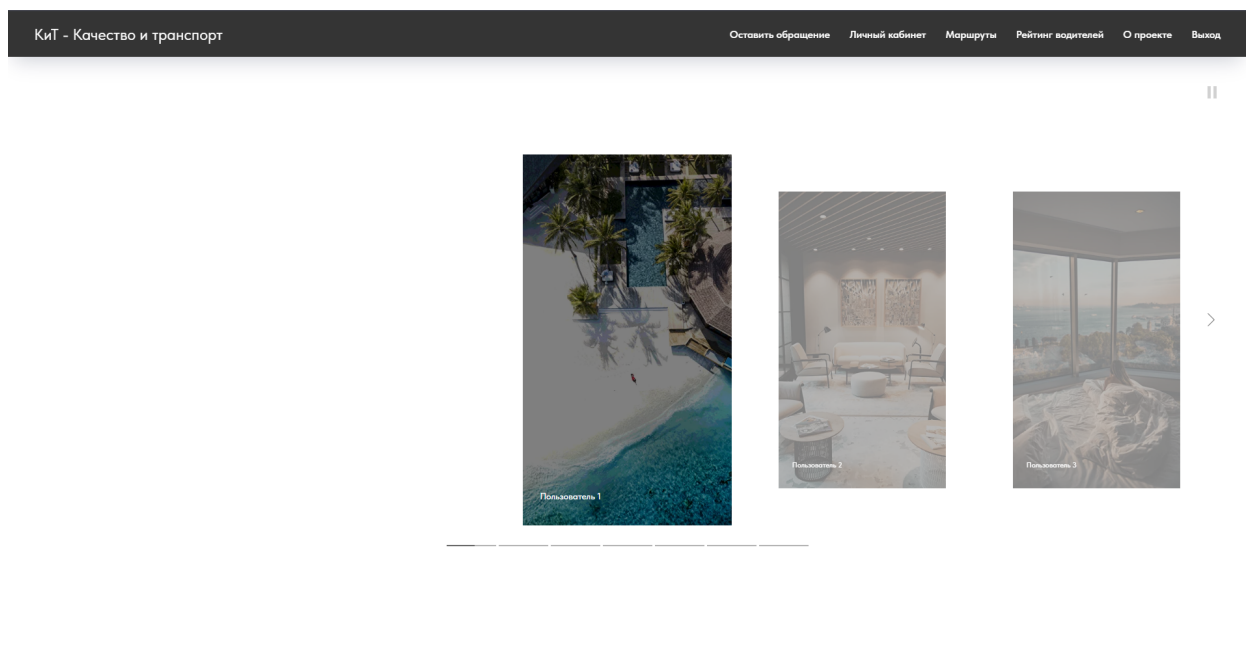 КиТ - Качество и транспорт
Оставить обращение Личный кабинет Маршруты Рейтинг водителей О проекте Выход
Пользователь 1
Пользователь 2
Пользователь 3